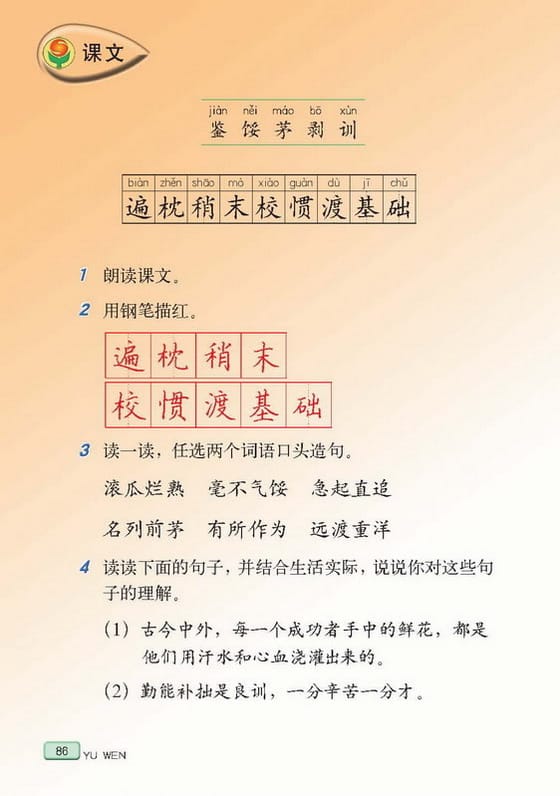 课文
jiàn něi máo bō xùn
鉴 馁 茅 剥 训
biàn zhěn shāo mò xiào guàn dù jī chǔ
遍 枕 稍 末 校 惯 渡 基 础
1 朗读课文。
2 用钢笔描红。
遍 枕 稍 末
校 惯 渡 基 础
3 读一读，任选两个词语口头造句。
滚瓜烂熟 毫不气馁 急起直追
名列前茅 有所作为 远渡重洋
4 读读下面的句子，并结合生活实际，说说你对这些句
子的理解。
（1）古今中外，每一个成功者手中的鲜花，都是
他们用汗水和心血浇灌出来的。
（2）勤能补拙是良训，一分辛苦一分才。
86 YU WEN